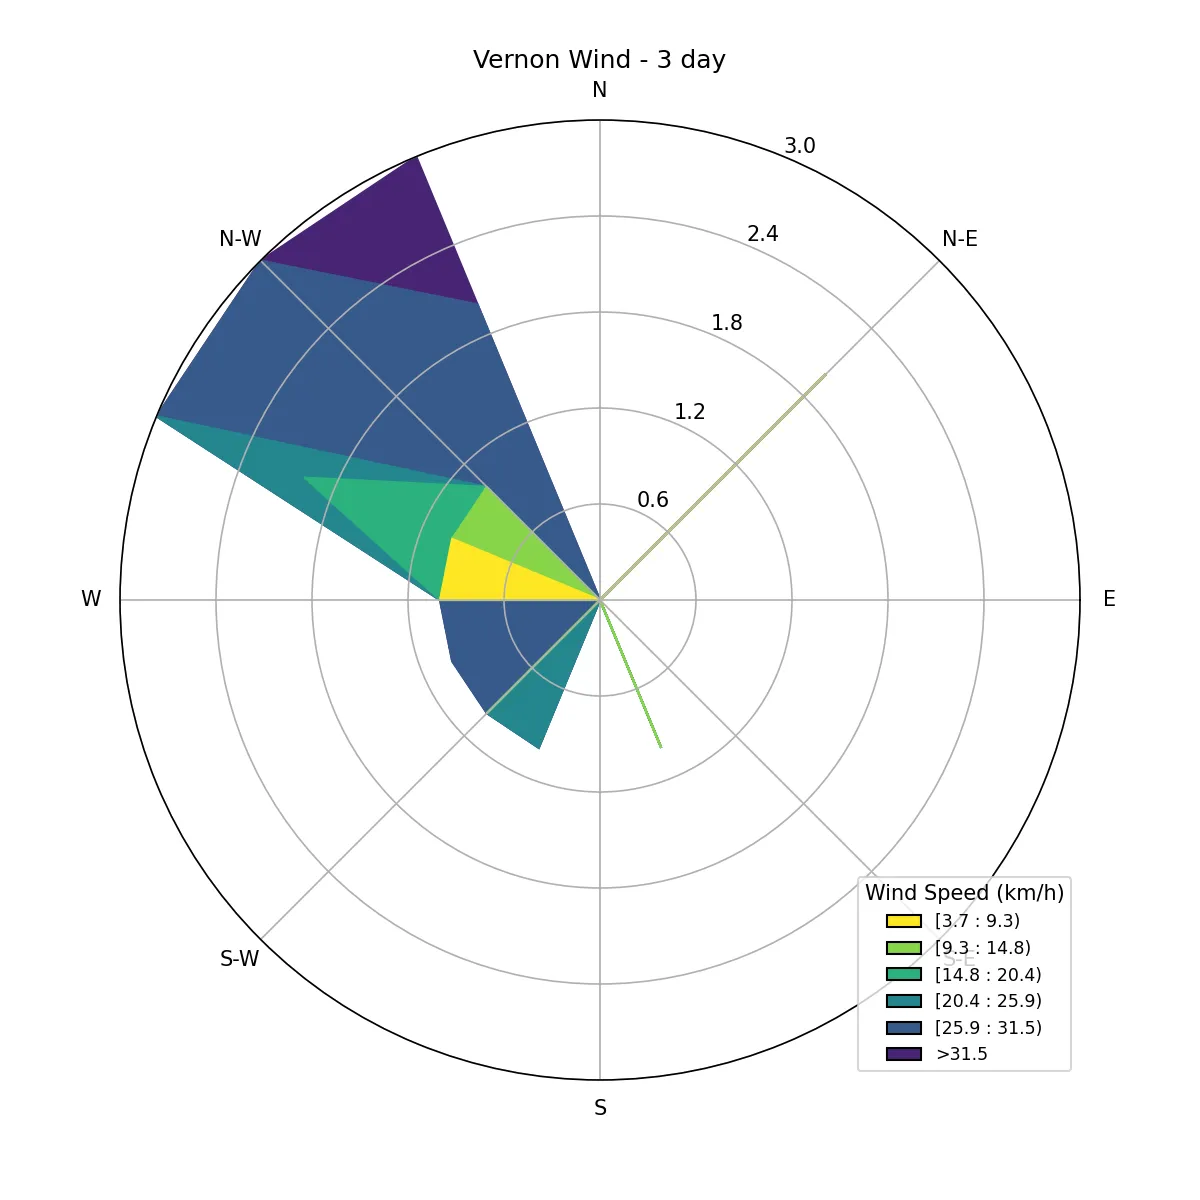 Vernon Wind - 3 day
N
3.0
2.4
N-W
N-E
1.8
1.2
0.6
W
E
Wind Speed (km/h)
[3.7 : 9.3)
[9.3 : 14.8)
S-W
S-E
[14.8 : 20.4)
[20.4 : 25.9)
[25.9 : 31.5)
>31.5
S